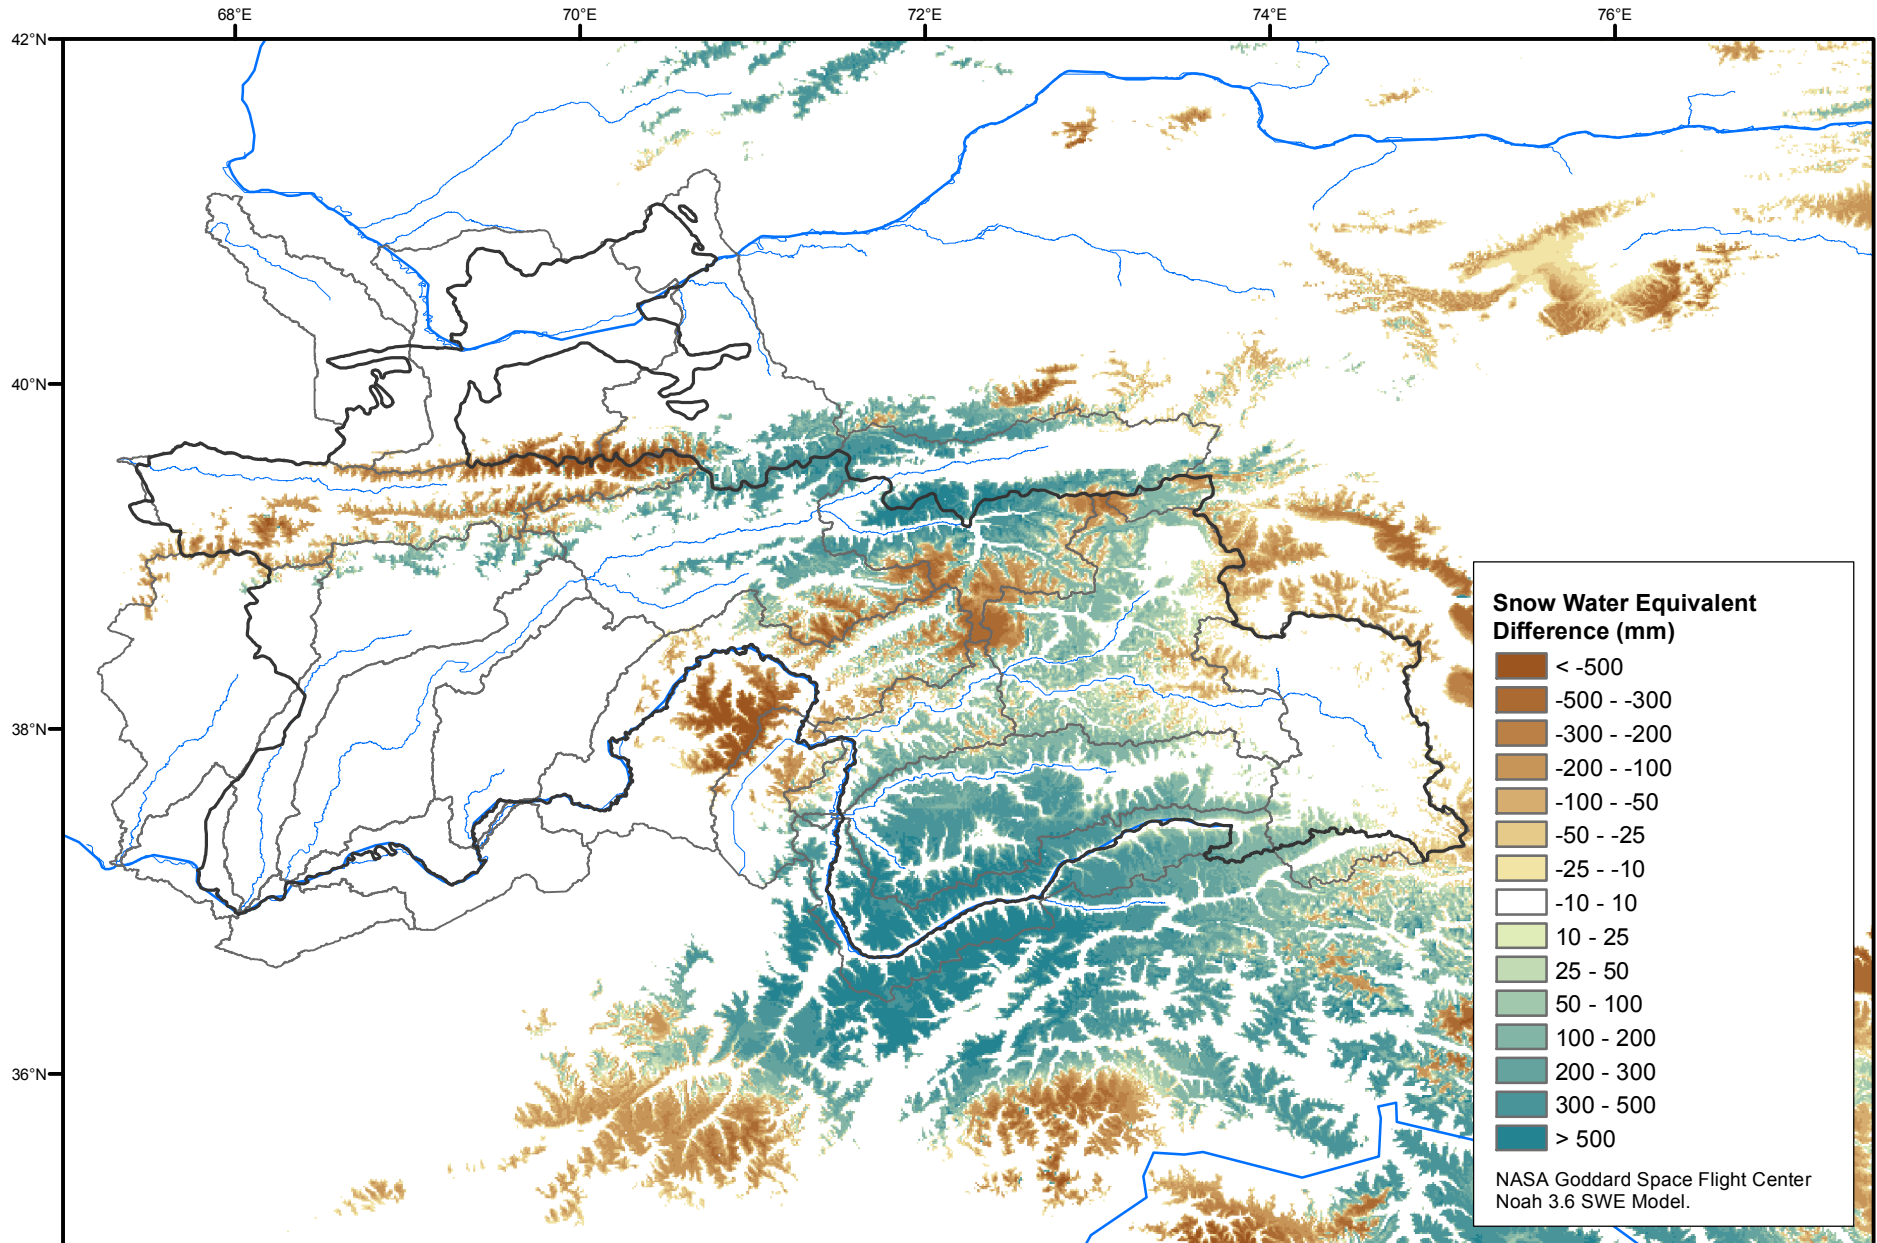 68°E 70°E 72°E 74°E 76°E
42°N
40°N
38°N
36°N
Snow Water Equivalent
Difference (mm)
< -500
-500 - -300
-300 - -200
-200 - -100
-100 - -50
-50 - -25
-25 - -10
-10 - 10
10 - 25
25 - 50
50 - 100
100 - 200
200 - 300
300 - 500
> 500
NASA Goddard Space Flight Center
Noah 3.6 SWE Model.